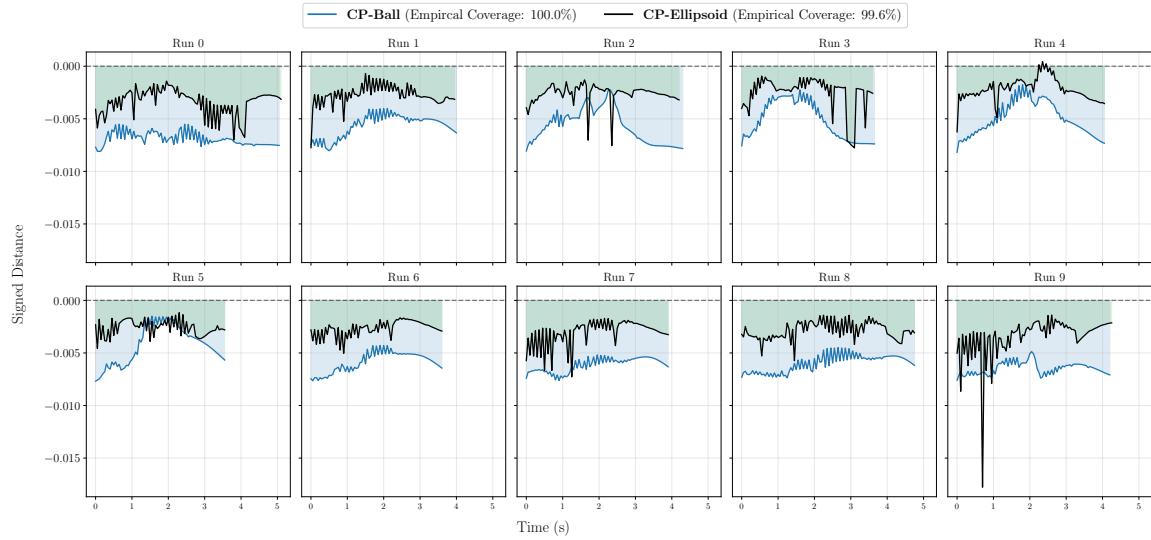 CP-Ball (Empircal Coverage: 100.0%) CP-Ellipsoid (Empirical Coverage: 99.6%)
Run 0 Run 1 Run 2 Run 3 Run 4
0.000
−0.005
−0.010
−0.015
Run 5 Run 6 Run 7 Run 8 Run 9
0.000
−0.005
−0.010
−0.015
0 1 2 3 4 5 0 1 2 3 4 5 0 1 2 3 4 5 0 1 2 3 4 5 0 1 2 3 4 5
Signed Distance
Time (s)